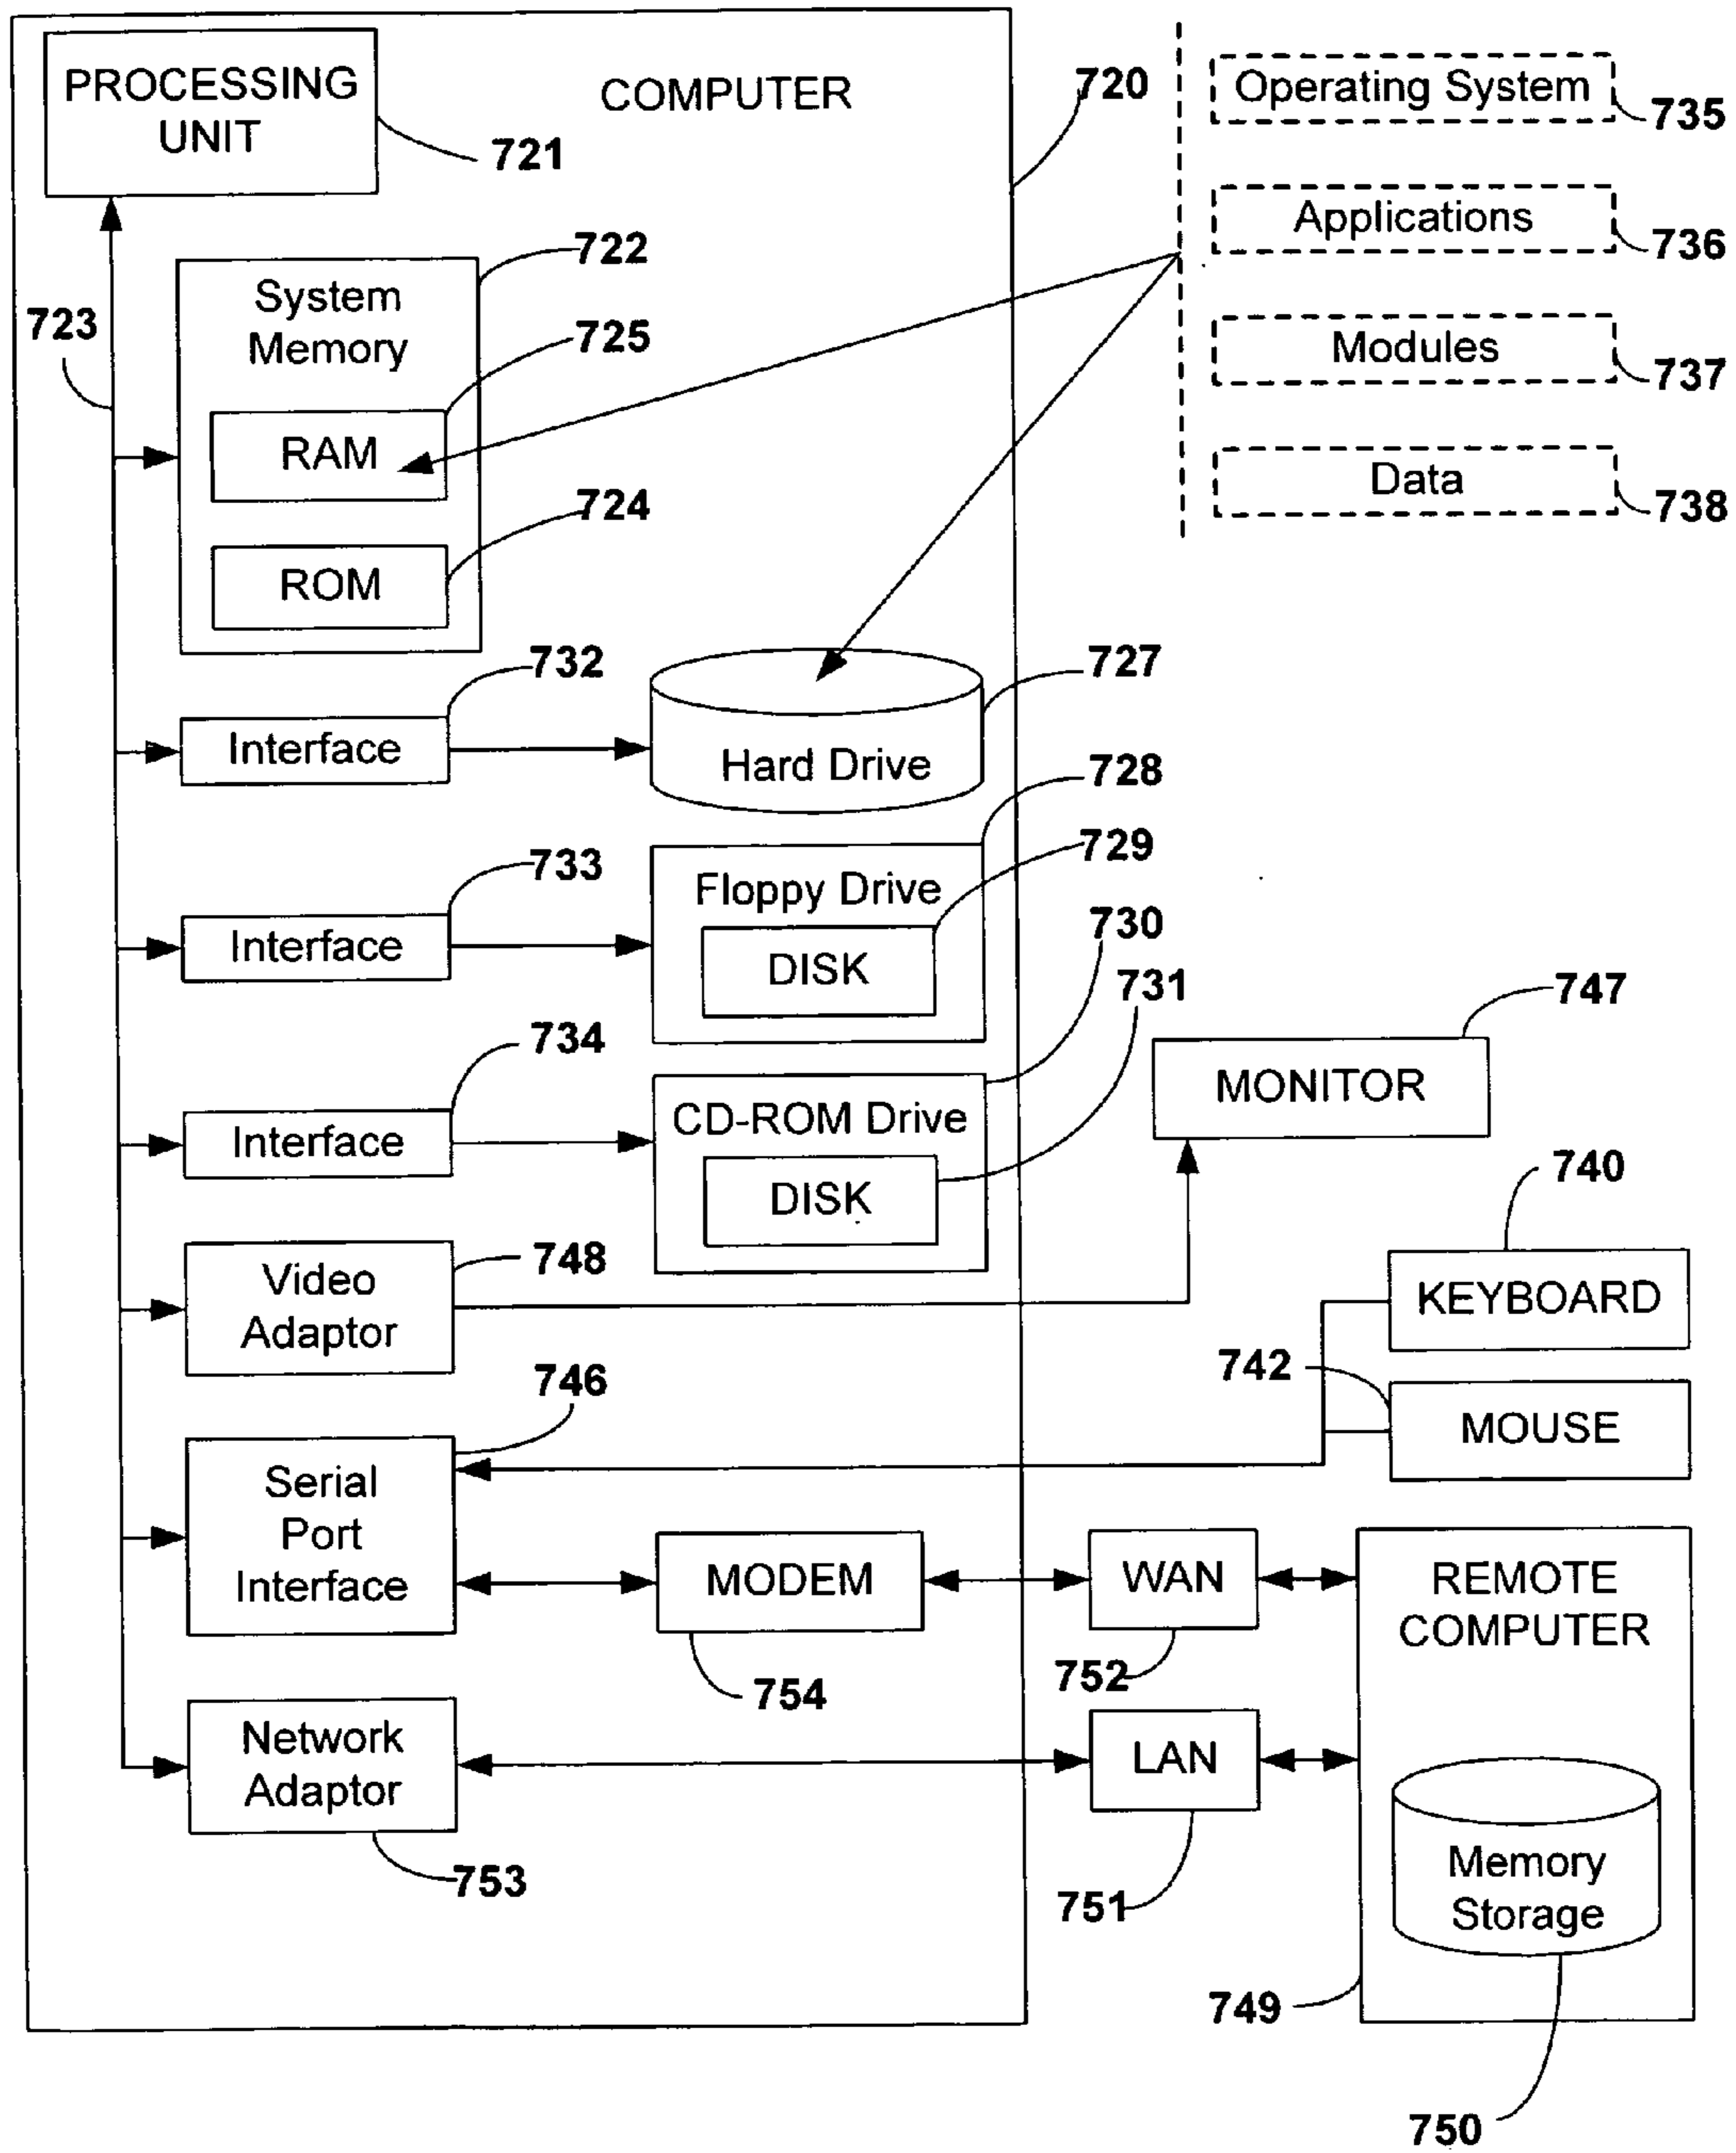 PROCESSING
UNIT
721
COMPUTER
720
Operating System
735
Applications
736
Modules
737
Data
738
722
System
Memory
723
725
RAM
724
ROM
732
Interface
727
Hard Drive
728
733
Interface
729
Floppy Drive
DISK
730
731
734
Interface
CD-ROM Drive
DISK
747
MONITOR
740
KEYBOARD
748
Video
Adaptor
742
MOUSE
746
Serial
Port
Interface
MODEM
754
WAN
752
REMOTE
COMPUTER
Network
Adaptor
753
LAN
751
Memory
Storage
749
750